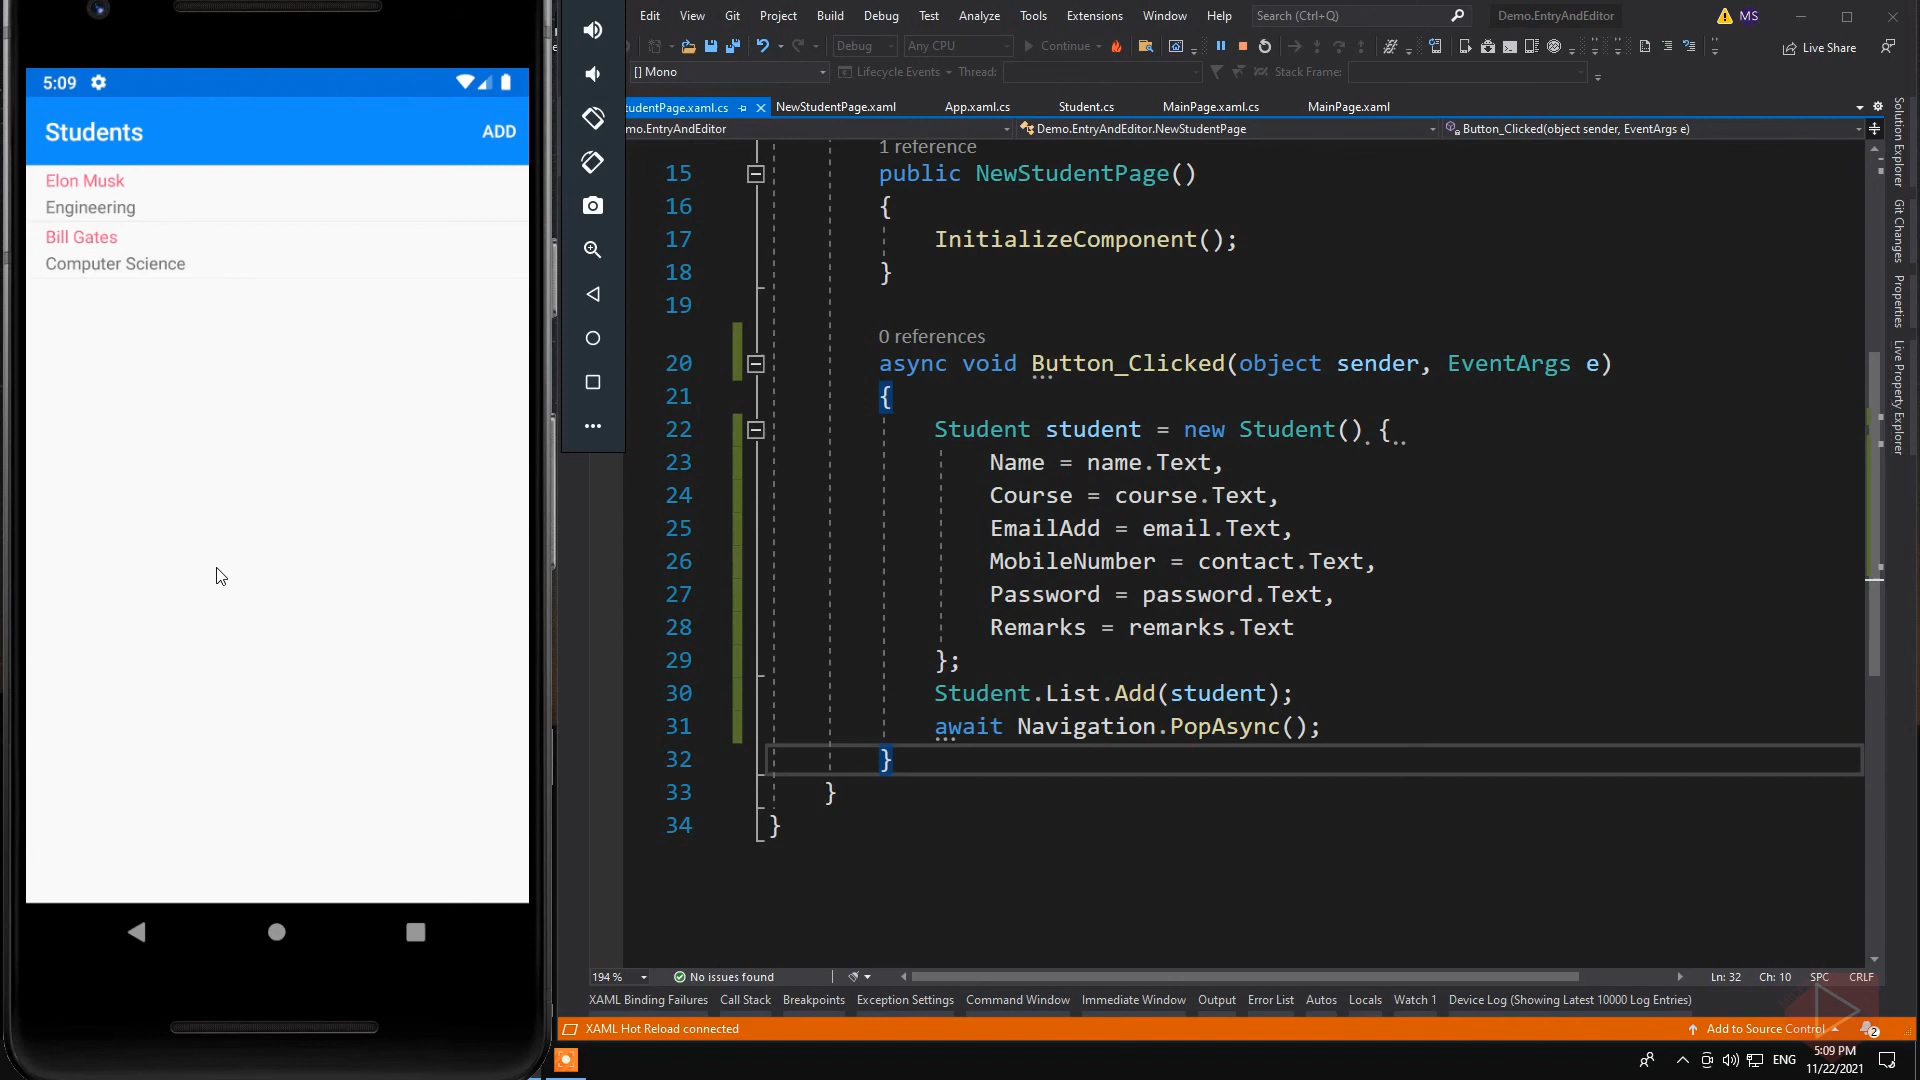 5:09
Students
ADD
Elon Musk
Engineering
Bill Gates
Computer Science
Edit View Git Project Build Debug Test Analyze Tools Extensions Window Help Search (Ctrl+Q) Demo.EntryAndEditor MS
Debug Any CPU Continue Live Share
[] Mono Lifecycle Events Thread: Stack Frame:
tudentPage.xaml.cs NewStudentPage.xaml App.xaml.cs Student.cs MainPage.xaml.cs MainPage.xaml
mo.EntryAndEditor Demo.EntryAndEditor.NewStudentPage Button_Clicked(object sender, EventArgs e)
1 reference
15 public NewStudentPage()
16 {
17 InitializeComponent();
18 }
19
0 references
20 async void Button_Clicked(object sender, EventArgs e)
21 {
22 Student student = new Student() {
23 Name = name.Text,
24 Course = course.Text,
25 EmailAdd = email.Text,
26 MobileNumber = contact.Text,
27 Password = password.Text,
28 Remarks = remarks.Text
29 };
30 Student.List.Add(student);
31 await Navigation.PopAsync();
32 }
33 }
34 }
Solution Explorer
Git Changes
Properties
Live Property Explorer
194 % No issues found Ln: 32 Ch: 10 SPC CRLF
XAML Binding Failures Call Stack Breakpoints Exception Settings Command Window Immediate Window Output Error List Autos Locals Watch 1 Device Log (Showing Latest 10000 Log Entries)
XAML Hot Reload connected Add to Source Control 2
ENG 5:09 PM
11/22/2021